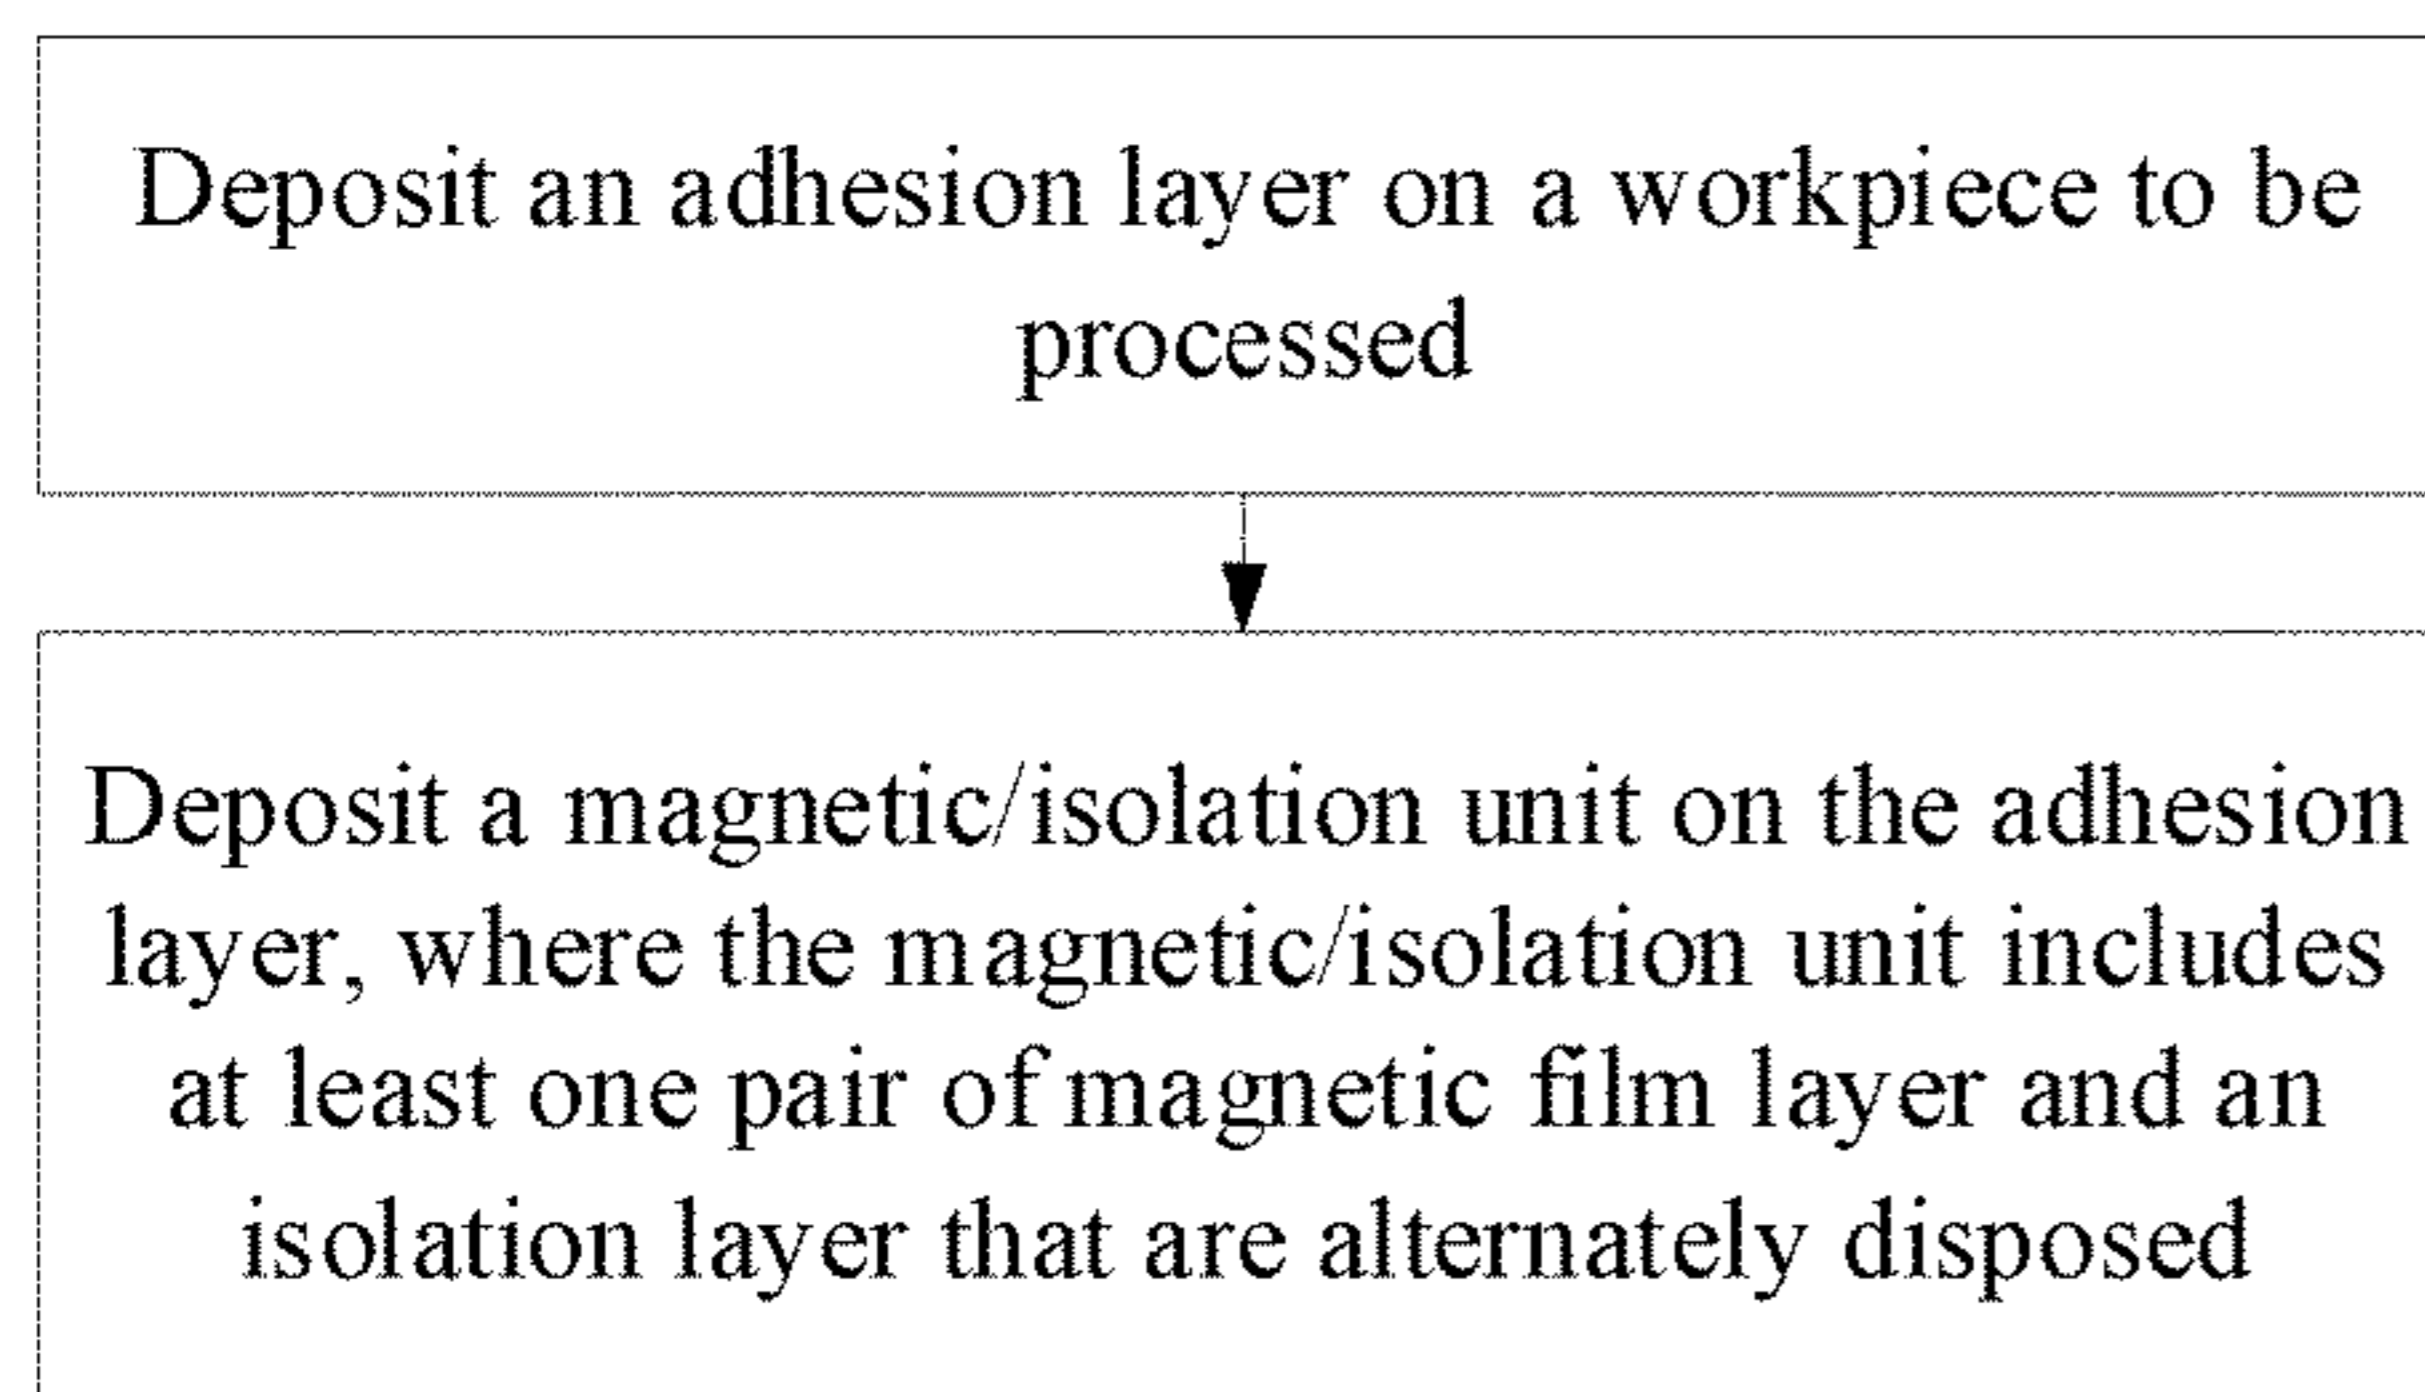 Deposit an adhesion layer on a workpiece to be
processed
Deposit a magnetic/isolation unit on the adhesion
layer, where the magnetic/isolation unit includes
at least one pair of magnetic film layer and an
isolation layer that are alternately disposed